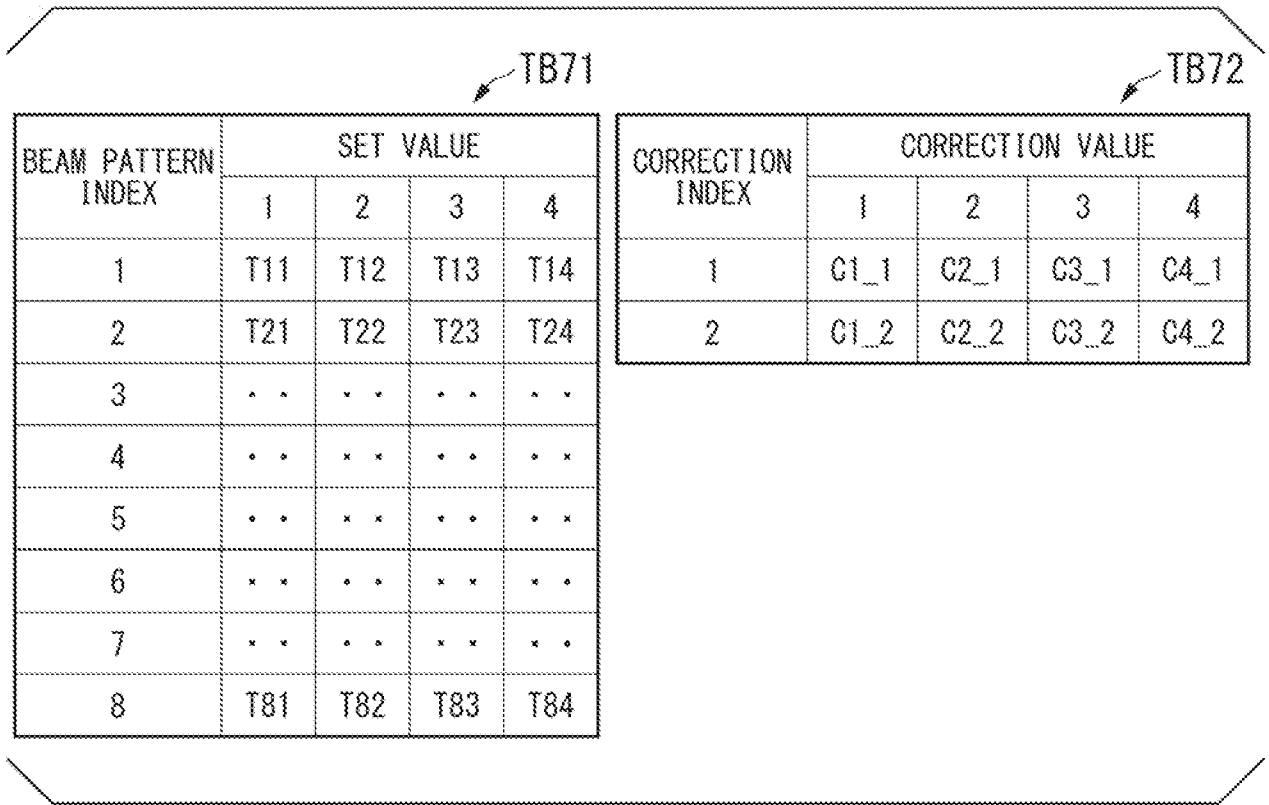 TB71
TB72
BEAM PATTERN INDEX SET VALUE
1 2 3 4
1 T11 T12 T13 T14
2 T21 T22 T23 T24
3 ・・ ・・ ・・ ・・
4 ・・ ・・ ・・ ・・
5 ・・ ・・ ・・ ・・
6 ・・ ・・ ・・ ・・
7 ・・ ・・ ・・ ・・
8 T81 T82 T83 T84
CORRECTION INDEX CORRECTION VALUE
1 2 3 4
1 C1_1 C2_1 C3_1 C4_1
2 C1_2 C2_2 C3_2 C4_2